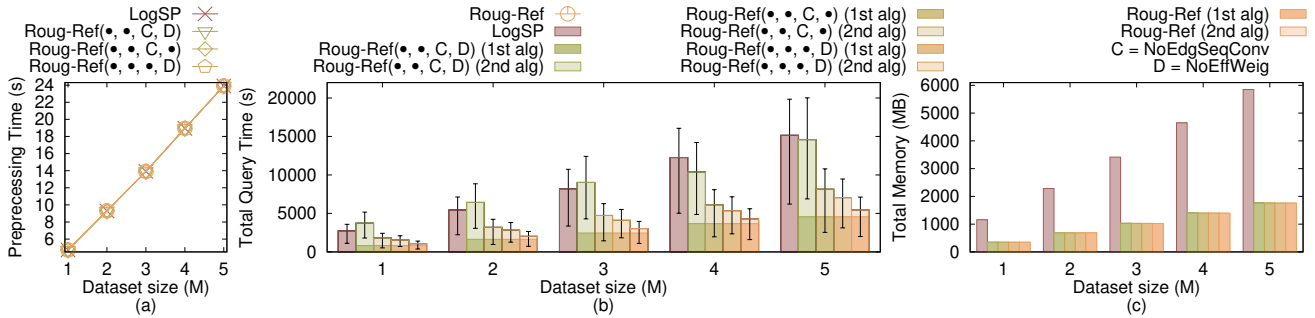 LogSP
Roug-Ref(•, •, C, D)
Roug-Ref(•, •, C, •)
Roug-Ref(•, •, •, D)
Roug-Ref
LogSP
Roug-Ref(•, •, C, D) (1st alg)
Roug-Ref(•, •, C, D) (2nd alg)
Roug-Ref(•, •, C, •) (1st alg)
Roug-Ref(•, •, C, •) (2nd alg)
Roug-Ref(•, •, •, D) (1st alg)
Roug-Ref(•, •, •, D) (2nd alg)
Roug-Ref (1st alg)
Roug-Ref (2nd alg)
C = NoEdgSeqConv
D = NoEffWeig
Preprecessing Time (s)
24
22
20
18
16
14
12
10
8
6
1 2 3 4 5
Dataset size (M)
(a)
Total Query Time (s)
20000
15000
10000
5000
0
1 2 3 4 5
Dataset size (M)
(b)
Total Memory (MB)
6000
5000
4000
3000
2000
1000
0
1 2 3 4 5
Dataset size (M)
(c)